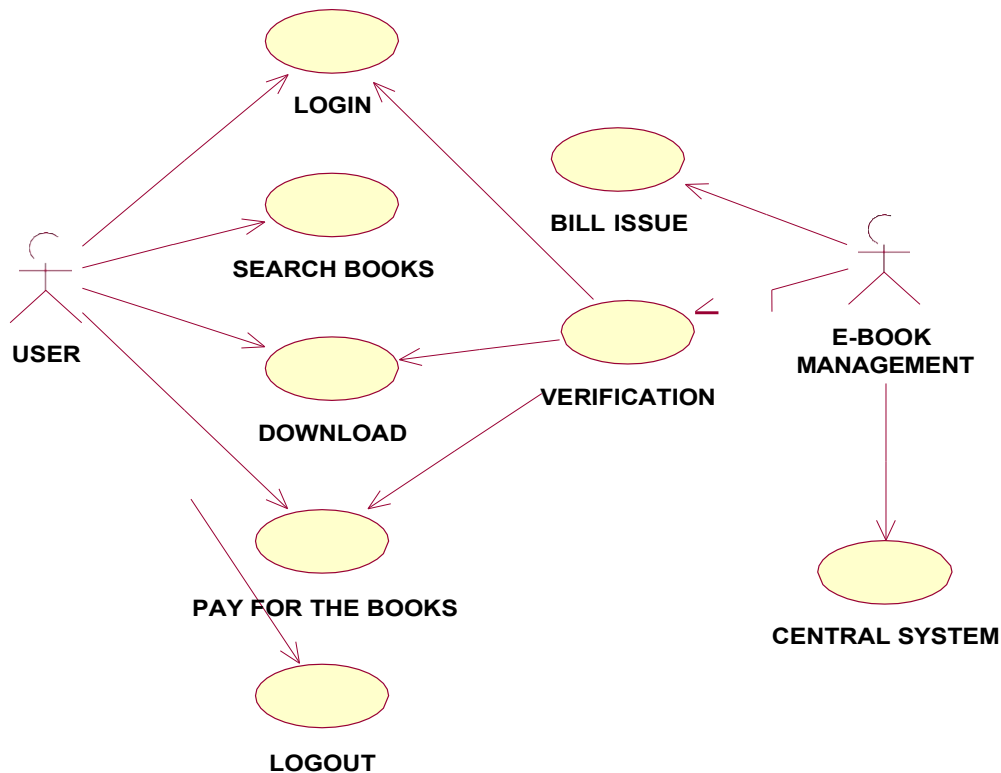 LOGIN
BILL ISSUE
SEARCH BOOKS
USER
E-BOOK
MANAGEMENT
VERIFICATION
DOWNLOAD
PAY FOR THE BOOKS
CENTRAL SYSTEM
LOGOUT